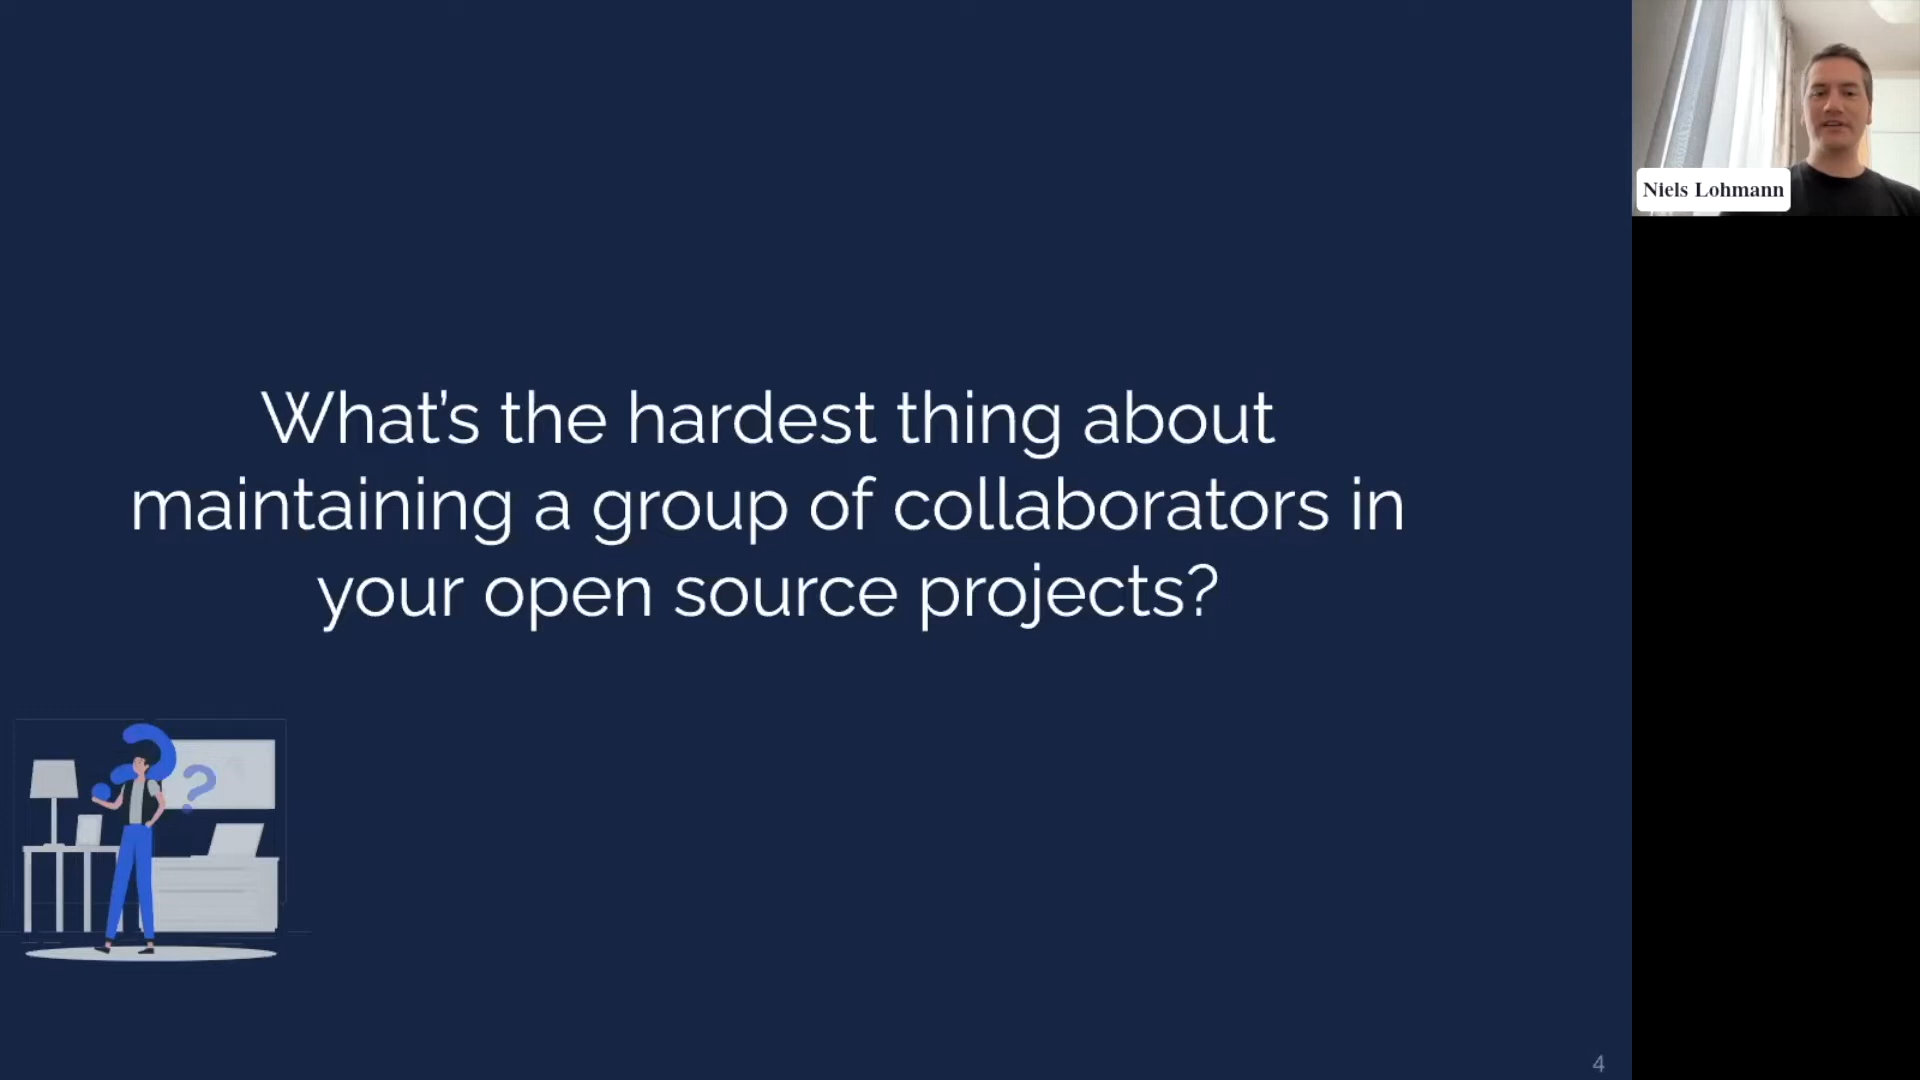 What's the hardest thing about
maintaining a group of collaborators in
your open source projects?
Niels Lohmann
4